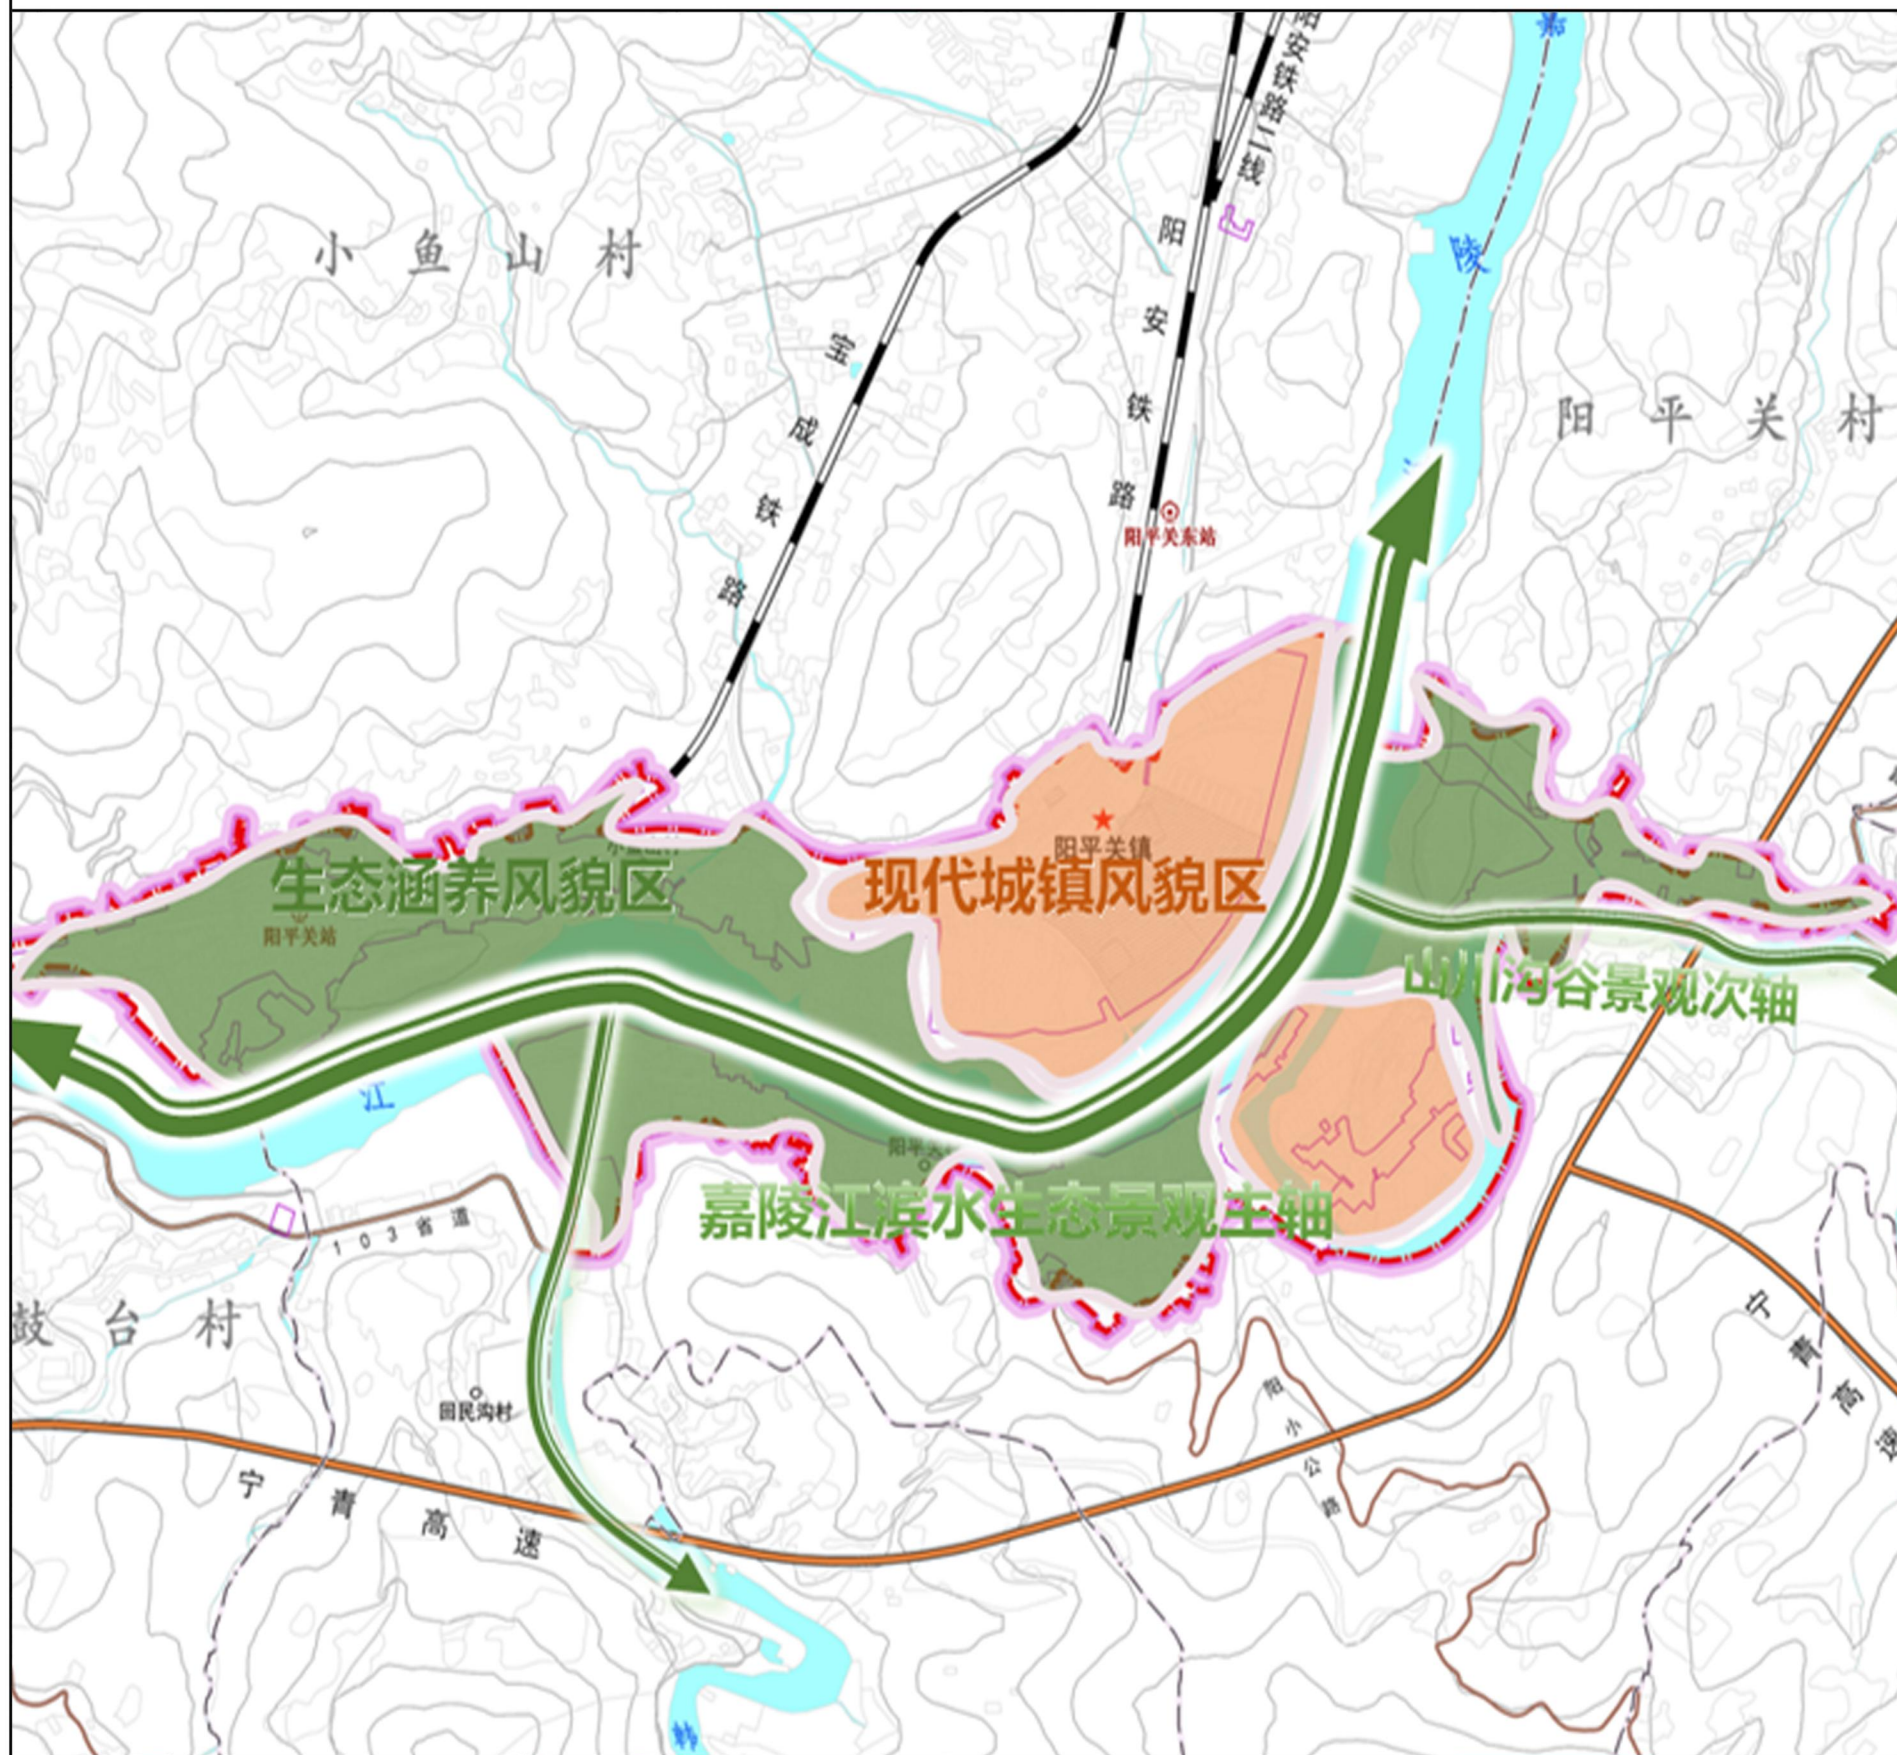 嘉
阳安铁路二线
陵
小鱼山村
阳安铁路
宝成铁路
阳平关村
阳平关东站
阳平关镇
生态涵养风貌区
现代城镇风貌区
阳平关站
山川沟谷景观次轴
江
嘉陵江滨水生态景观主轴
103省道
鼓台村
回民沟村
宁青高速
阳小公路
宁青高速